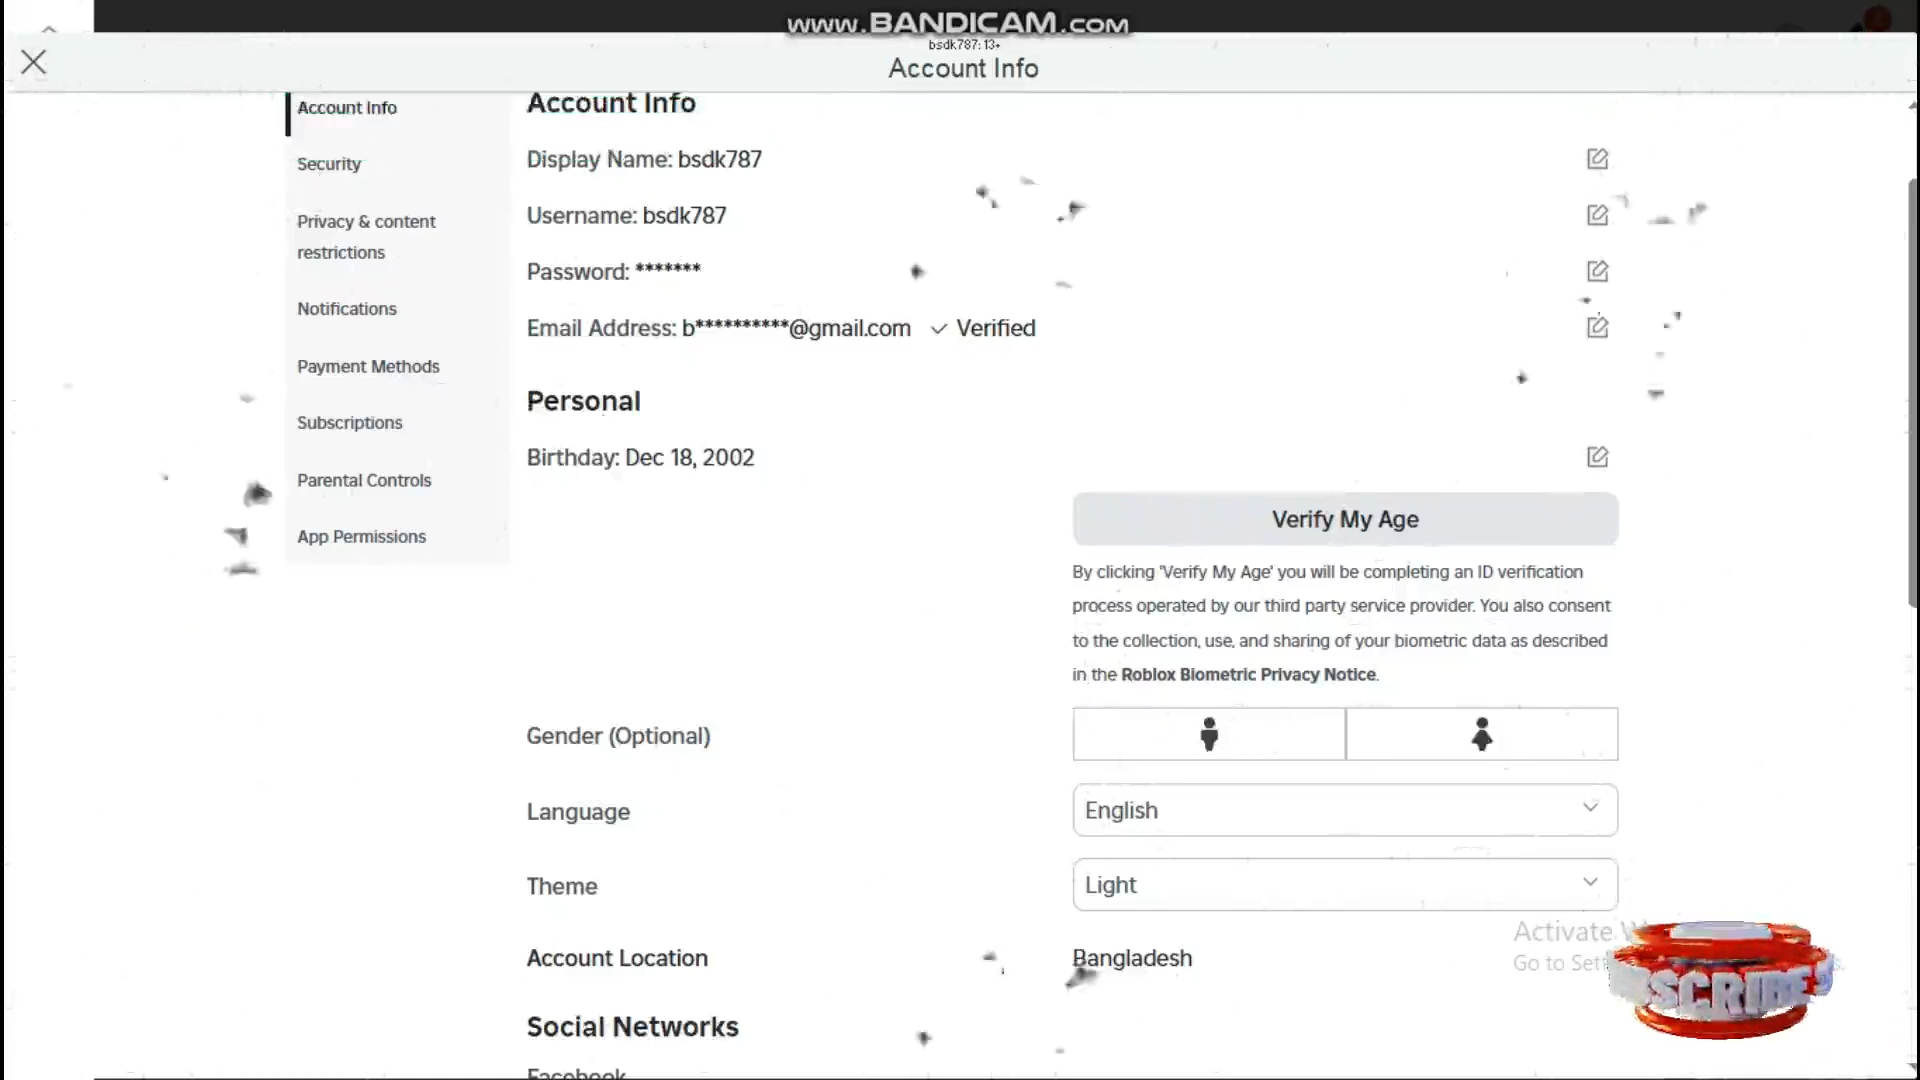 www.BANDICAM.com
bsdk787: 13+
Account Info
Account Info
Security
Privacy & content
restrictions
Notifications
Payment Methods
Subscriptions
Parental Controls
App Permissions
Account Info
Display Name: bsdk787
Username: bsdk787
Password: *******
Email Address: b**********@gmail.com ✓ Verified
Personal
Birthday: Dec 18, 2002
Verify My Age
By clicking 'Verify My Age' you will be completing an ID verification
process operated by our third party service provider. You also consent
to the collection, use, and sharing of your biometric data as described
in the Roblox Biometric Privacy Notice.
Gender (Optional)
Language
English
Theme
Light
Account Location
Bangladesh
Activate
Go to
SCRIBE
Social Networks
Facebook